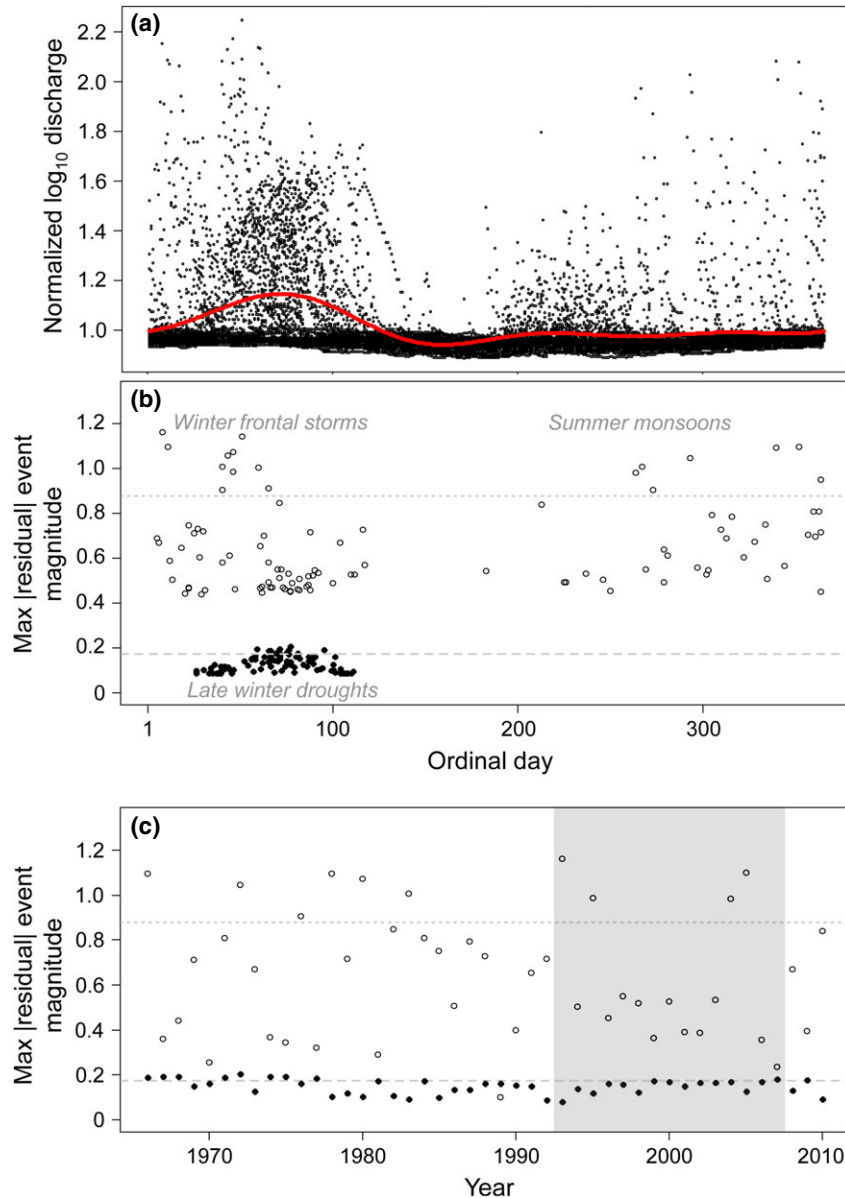 (a)
Normalized log10 discharge
2.2
2.0
1.8
1.6
1.4
1.2
1.0
(b)
Winter frontal storms
Summer monsoons
Max |residual| event
magnitude
1.2
1.0
0.8
0.6
0.4
0.2
0
Late winter droughts
1
100
200
300
Ordinal day
(c)
Max |residual| event
magnitude
1.2
1.0
0.8
0.6
0.4
0.2
0
1970
1980
1990
2000
2010
Year